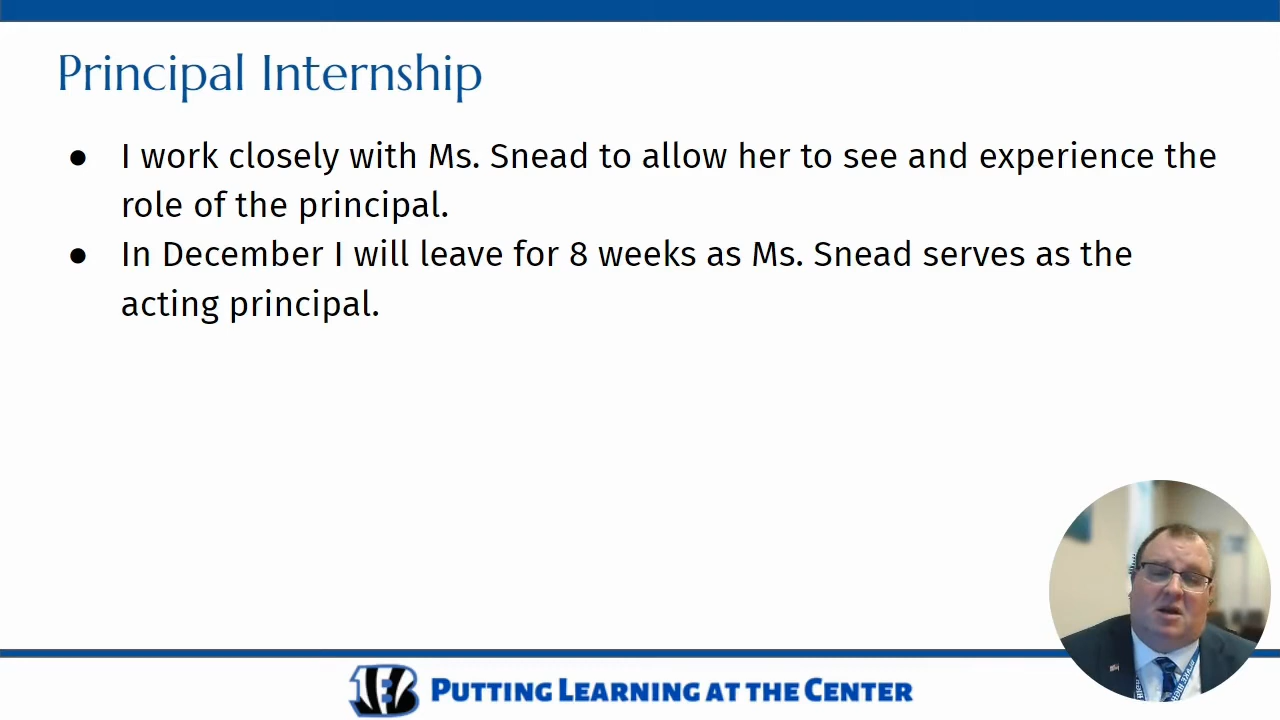 Principal Internship
● I work closely with Ms. Snead to allow her to see and experience the
role of the principal.
● In December I will leave for 8 weeks as Ms. Snead serves as the
acting principal.
PUTTING LEARNING AT THE CENTER